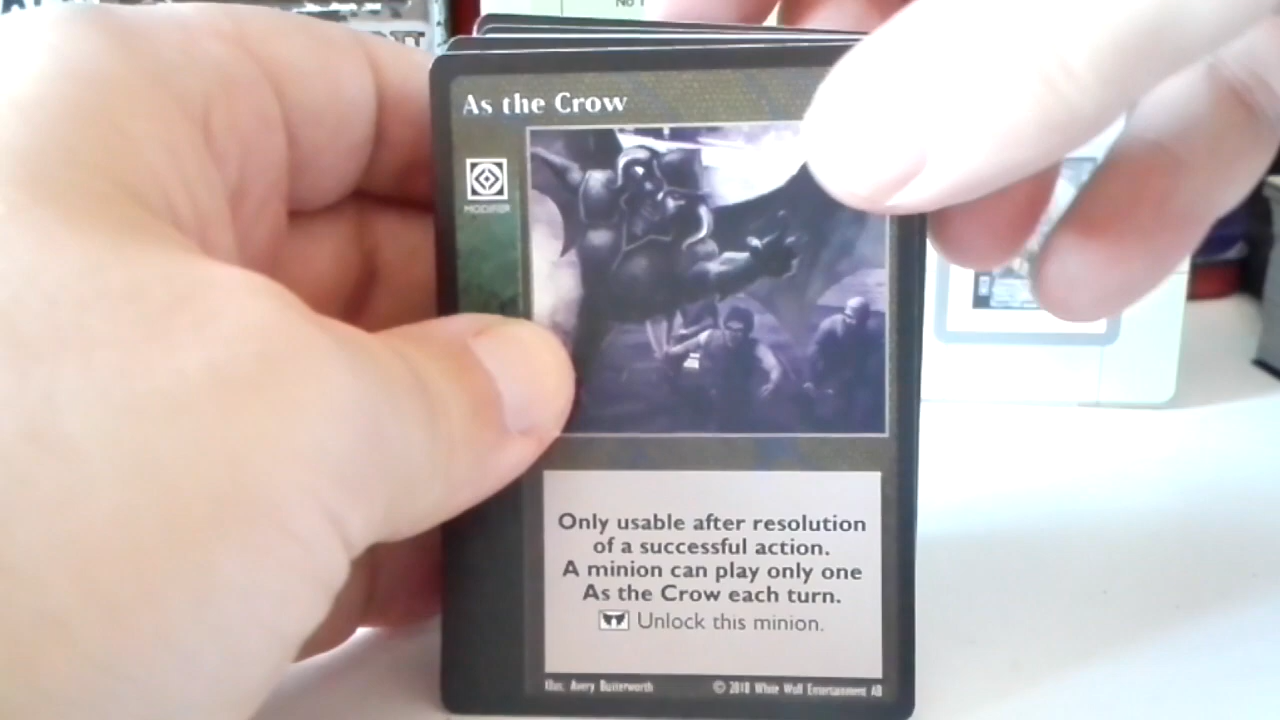 As the Crow
MODIFIER
Only usable after resolution
of a successful action.
A minion can play only one
As the Crow each turn.
Unlock this minion.
Illus: Avery Butterworth © 2018 White Wolf Entertainment AB